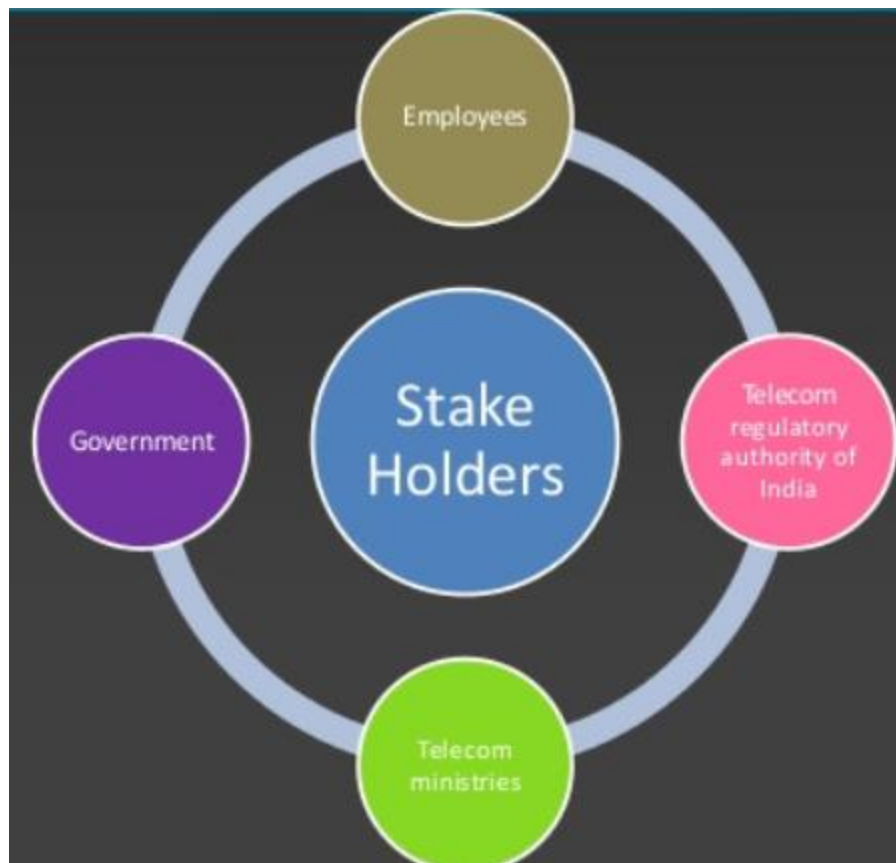 Employees
Government
Stake
Holders
Telecom
regulatory
authority of
India
Telecom
ministries